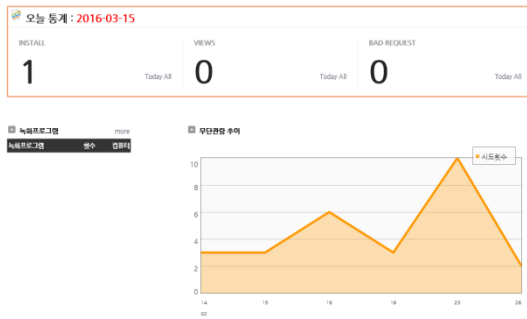 오늘 통계 : 2016-03-15
INSTALL
1
Today All
VIEWS
0
Today All
BAD REQUEST
0
Today All
녹화프로그램
more
녹화프로그램 횟수 컴퓨터
무단관람 추이
시도횟수
10
8
6
4
2
0
14 15 18 19 23 28
02